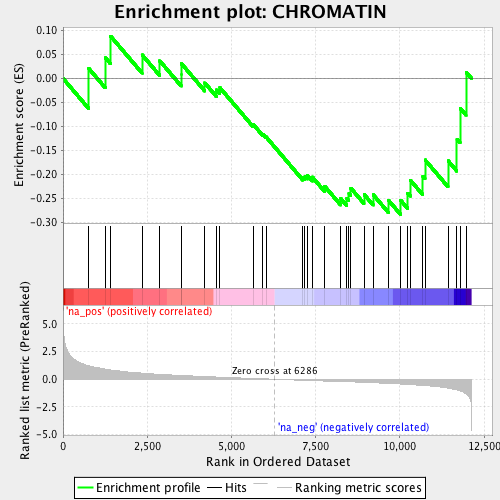 Enrichment plot: CHROMATIN
Enrichment score (ES)
0.10
0.05
0.00
-0.05
-0.10
-0.15
-0.20
-0.25
-0.30
'na_pos' (positively correlated)
Ranked list metric (PreRanked)
5.0
2.5
0.0
-2.5
-5.0
Zero cross at 6286
'na_neg' (negatively correlated)
0
2,500
5,000
7,500
10,000
12,500
Rank in Ordered Dataset
Enrichment profile
Hits
Ranking metric scores